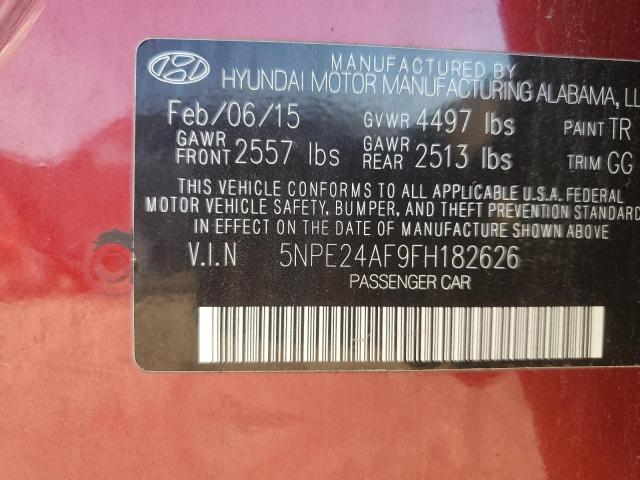 MANUFACTURED BY
HYUNDAI MOTOR MANUFACTURING ALABAMA, LL
Feb/06/15 GVWR 4497 lbs PAINT TR
GAWR FRONT 2557 lbs GAWR REAR 2513 lbs TRIM GG
THIS VEHICLE CONFORMS TO ALL APPLICABLE U.S.A. FEDERAL
MOTOR VEHICLE SAFETY, BUMPER, AND THEFT PREVENTION STANDARD
IN EFFECT ON THE DATE OF MANUFACTURE SHOWN ABOVE
V.I.N 5NPE24AF9FH182626
PASSENGER CAR